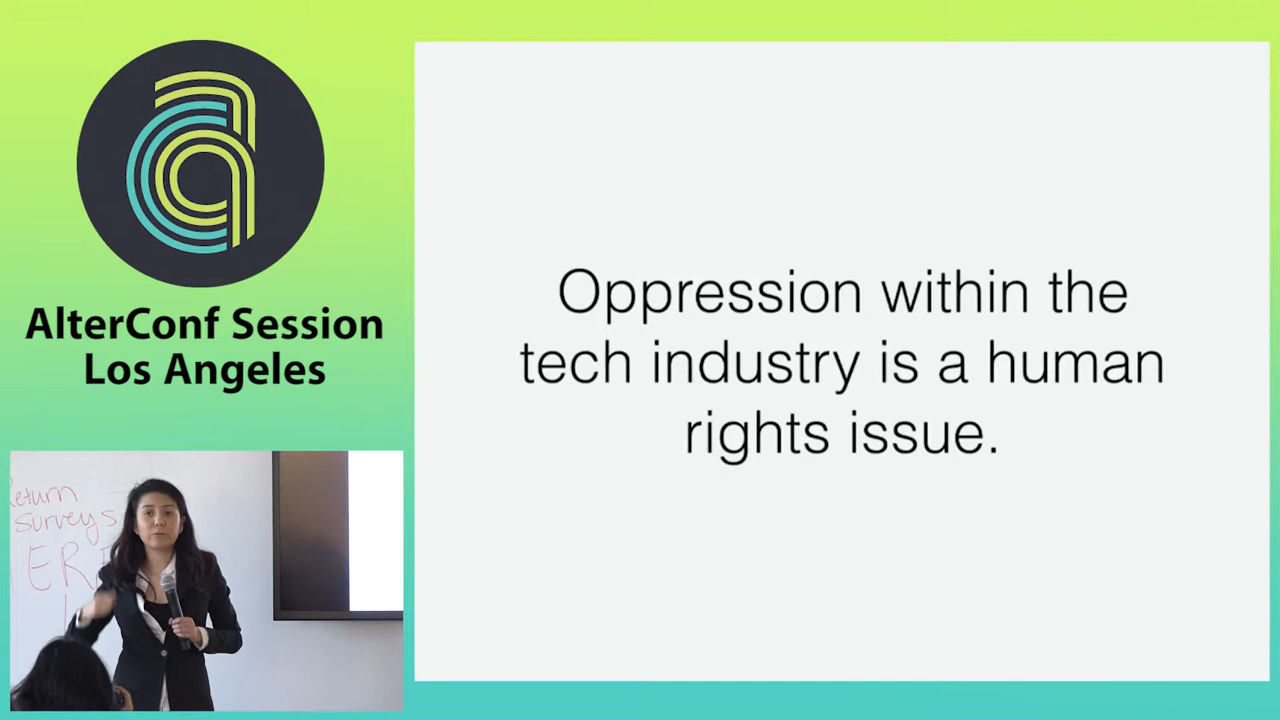 AlterConf Session
Los Angeles
Oppression within the
tech industry is a human
rights issue.
Return
surveys